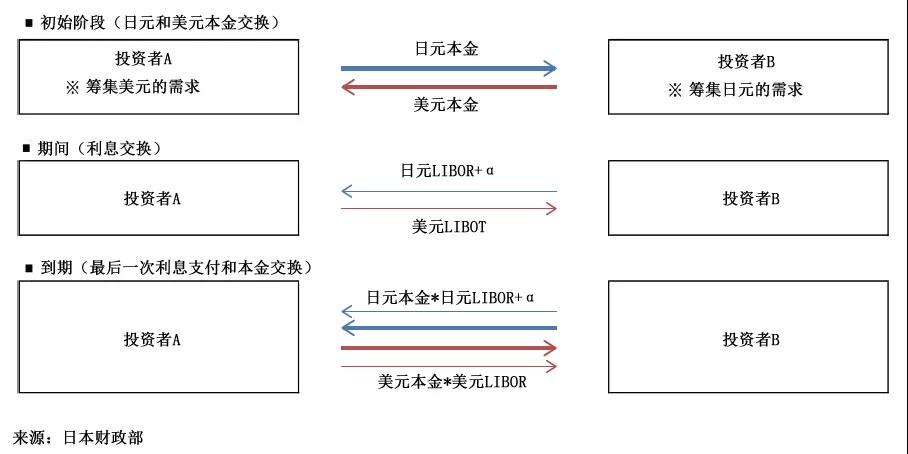 ■ 初始阶段（日元和美元本金交换）
投资者A
※ 筹集美元的需求
日元本金
美元本金
投资者B
※ 筹集日元的需求
■ 期间（利息交换）
投资者A
日元LIBOR+α
美元LIBOT
投资者B
■ 到期（最后一次利息支付和本金交换）
投资者A
日元本金*日元LIBOR+α
美元本金*美元LIBOR
投资者B
来源：日本财政部